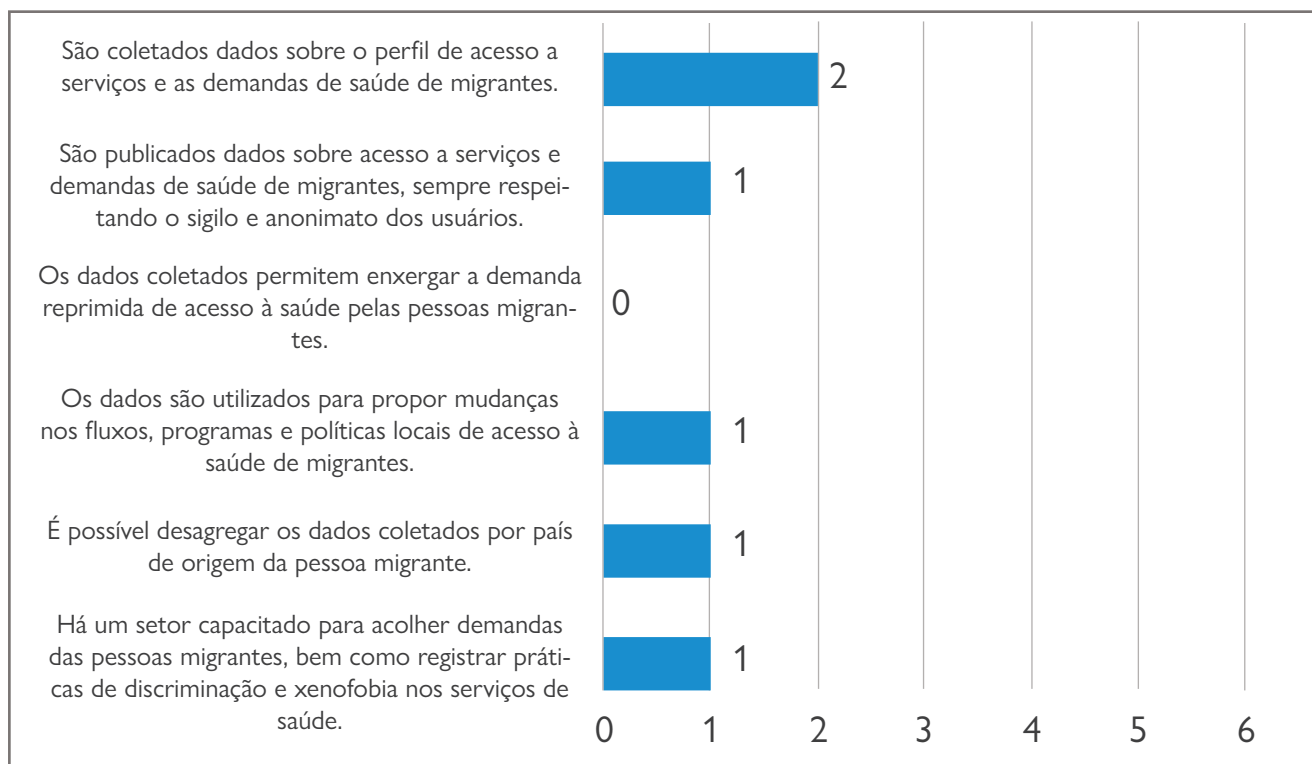 São coletados dados sobre o perfil de acesso a
serviços e as demandas de saúde de migrantes.
2
São publicados dados sobre acesso a serviços e
demandas de saúde de migrantes, sempre respei-
tando o sigilo e anonimato dos usuários.
1
Os dados coletados permitem enxergar a demanda
reprimida de acesso à saúde pelas pessoas migran-
tes.
0
Os dados são utilizados para propor mudanças
nos fluxos, programas e políticas locais de acesso à
saúde de migrantes.
1
É possível desagregar os dados coletados por país
de origem da pessoa migrante.
1
Há um setor capacitado para acolher demandas
das pessoas migrantes, bem como registrar práti-
cas de discriminação e xenofobia nos serviços de
saúde.
1
0 1 2 3 4 5 6